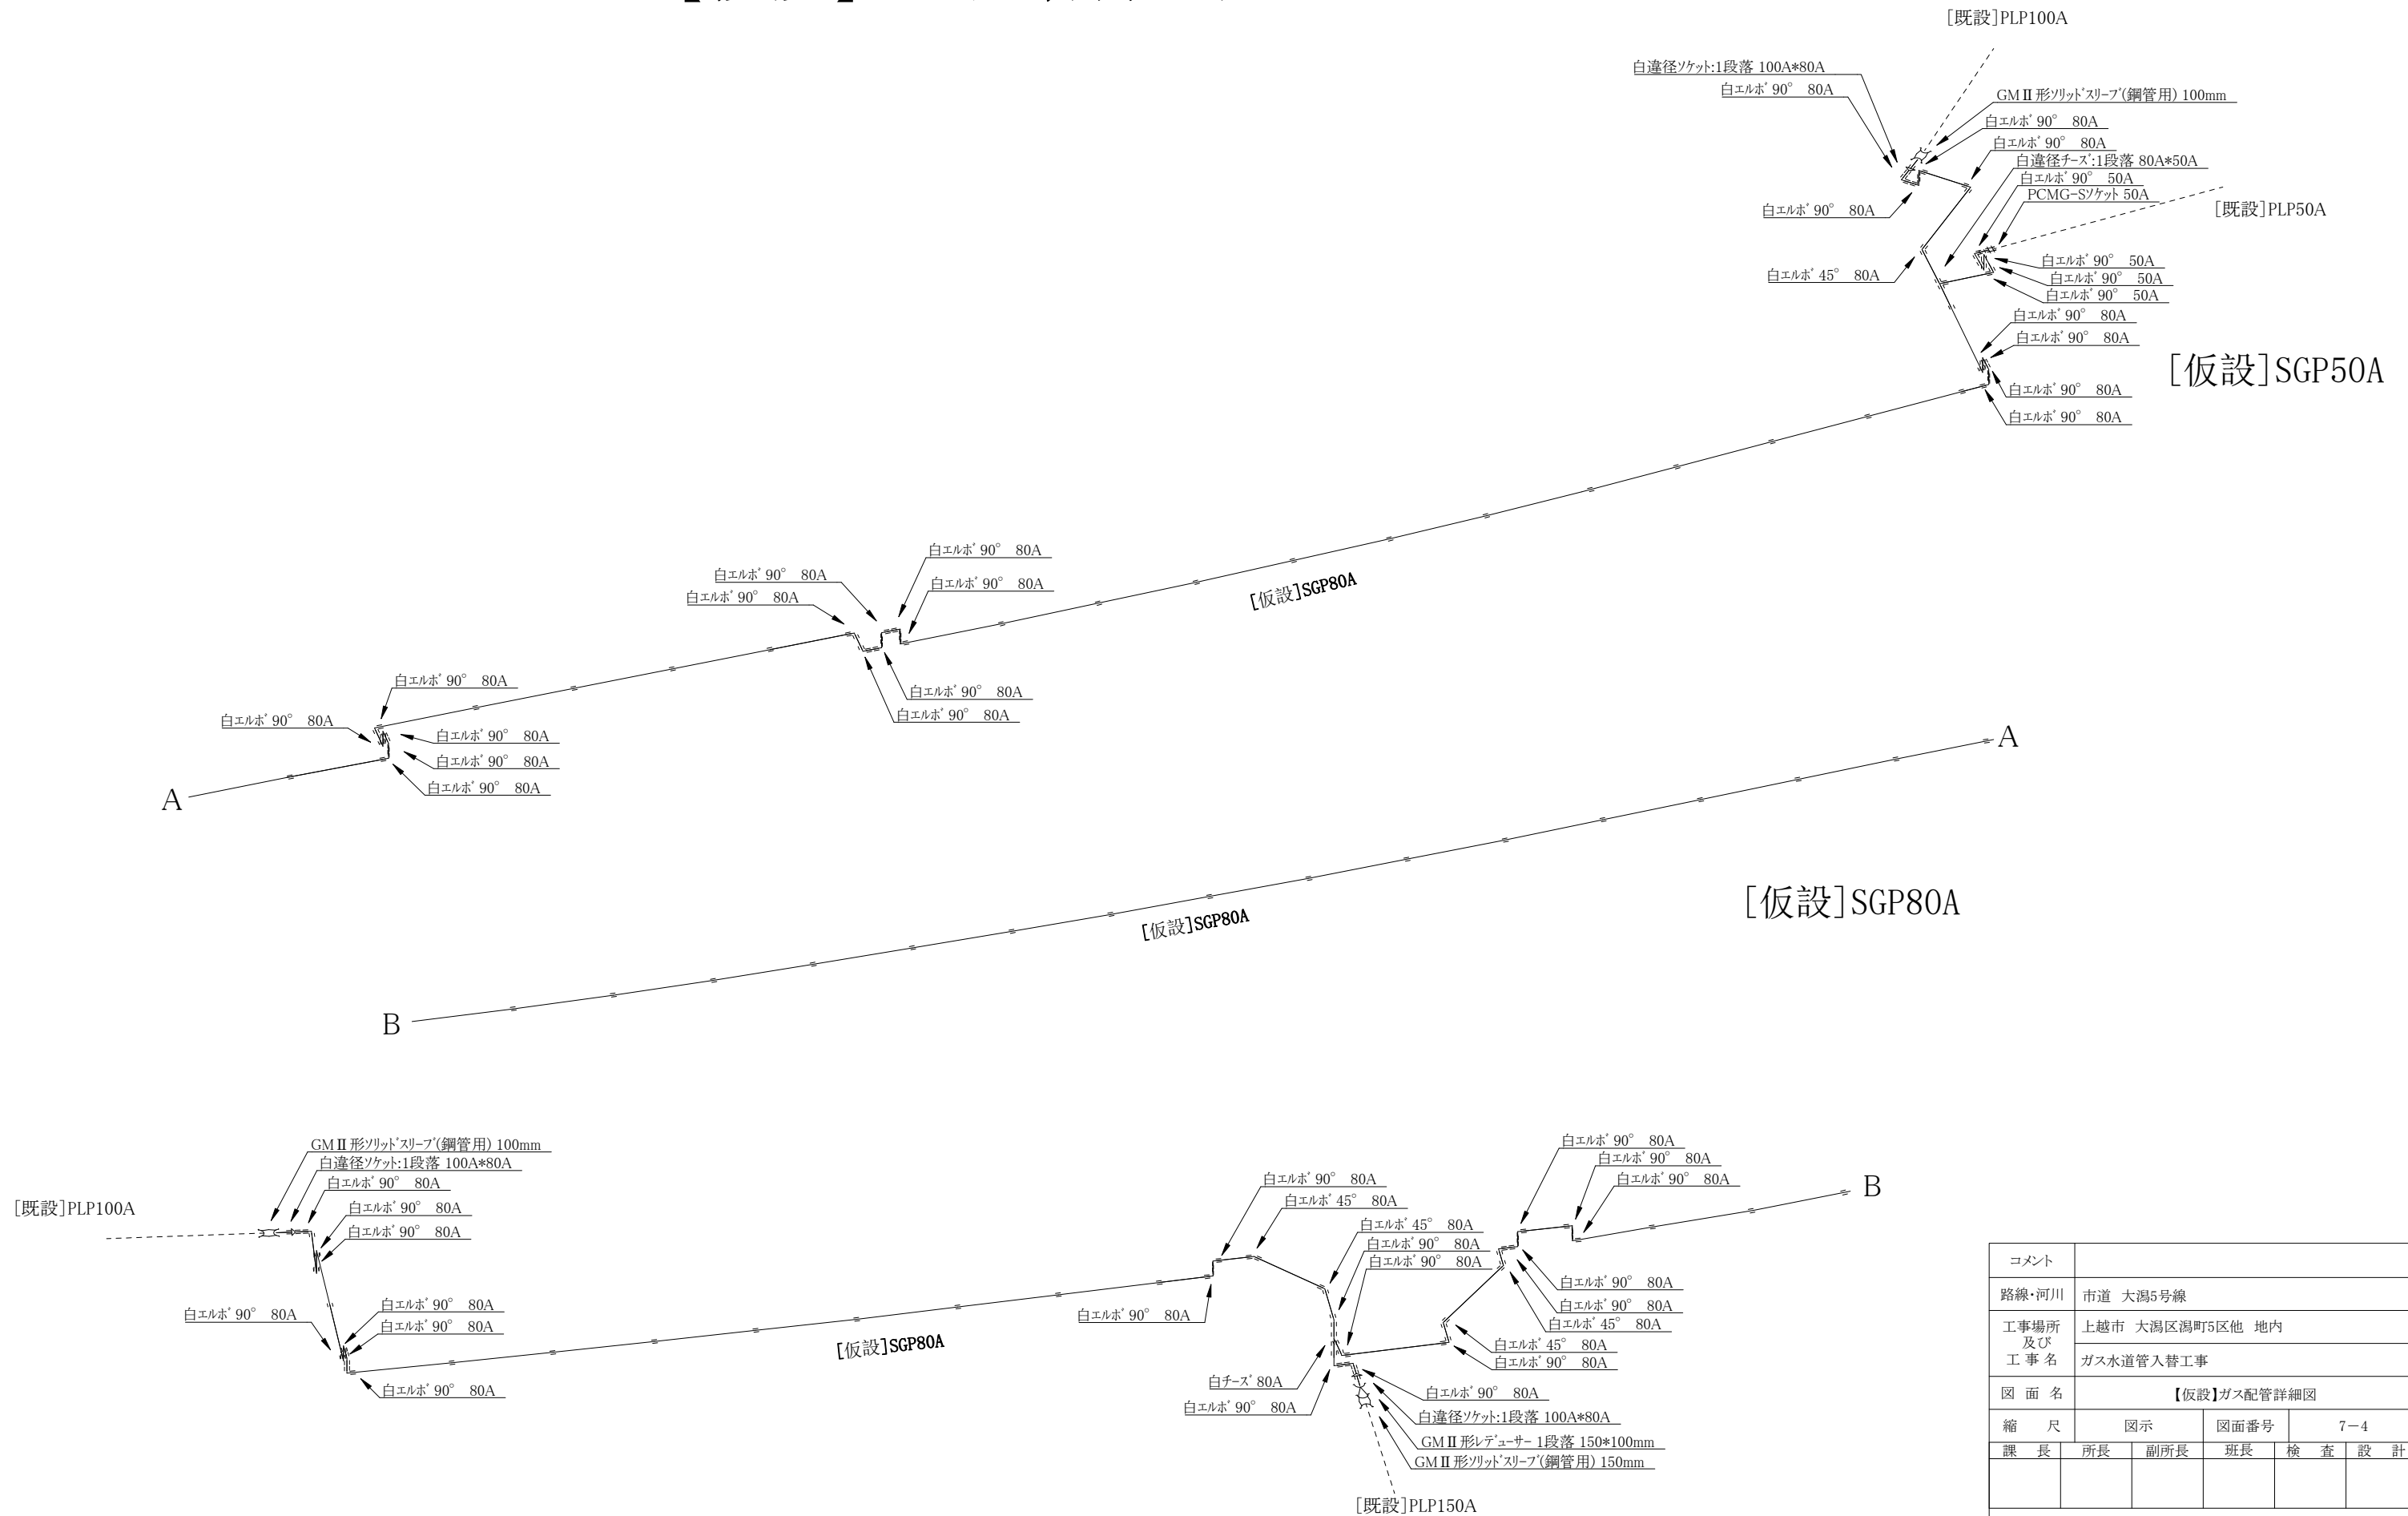 [既設]PLP100A
白違径ソケット:1段落 100A*80A
白エルボ 90° 80A
GMⅡ形ソリッドスリーブ(鋼管用) 100mm
白エルボ 90° 80A
白エルボ 90° 80A
白違径チーズ:1段落 80A*50A
白エルボ 90° 50A
PCMG-Sソケット 50A
[既設]PLP50A
白エルボ 90° 80A
白エルボ 45° 80A
白エルボ 90° 50A
白エルボ 90° 50A
白エルボ 90° 50A
白エルボ 90° 80A
白エルボ 90° 80A
[仮設]SGP50A
白エルボ 90° 80A
白エルボ 90° 80A
白エルボ 90° 80A
白エルボ 90° 80A
白エルボ 90° 80A
白エルボ 90° 80A
[仮設]SGP80A
白エルボ 90° 80A
白エルボ 90° 80A
白エルボ 90° 80A
白エルボ 90° 80A
白エルボ 90° 80A
白エルボ 90° 80A
白エルボ 90° 80A
A
A
[仮設]SGP80A
[仮設]SGP80A
B
GMⅡ形ソリッドスリーブ(鋼管用) 100mm
白違径ソケット:1段落 100A*80A
白エルボ 90° 80A
白エルボ 90° 80A
白エルボ 90° 80A
[既設]PLP100A
白エルボ 90° 80A
白エルボ 90° 80A
白エルボ 90° 80A
白エルボ 90° 80A
[仮設]SGP80A
白エルボ 90° 80A
白エルボ 45° 80A
白エルボ 45° 80A
白エルボ 90° 80A
白エルボ 90° 80A
白エルボ 90° 80A
白エルボ 90° 80A
白エルボ 90° 80A
白エルボ 90° 80A
B
白エルボ 90° 80A
白エルボ 90° 80A
白エルボ 45° 80A
白エルボ 45° 80A
白エルボ 90° 80A
白チーズ 80A
白エルボ 90° 80A
白エルボ 90° 80A
白違径ソケット:1段落 100A*80A
GMⅡ形レデューサー 1段落 150*100mm
GMⅡ形ソリッドスリーブ(鋼管用) 150mm
[既設]PLP150A
コメント
路線・河川 市道 大潟5号線
工事場所 上越市 大潟区潟町5区他 地内
及び
工事名 ガス水道管入替工事
図面名 【仮設】ガス配管詳細図
縮尺 図示 図面番号 7-4
課長 所長 副所長 班長 検査 設計